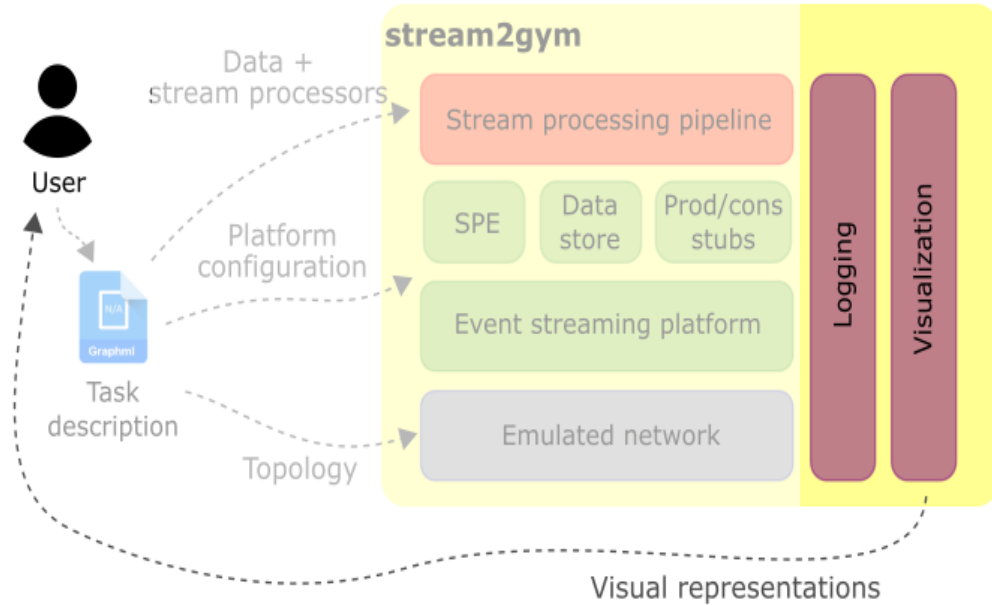 stream2gym
Data +
stream processors
Stream processing pipeline
User
SPE
Data
store
Prod/cons
stubs
Platform
configuration
Logging
Visualization
N/A
Graphml
Event streaming platform
Task
description
Emulated network
Topology
Visual representations